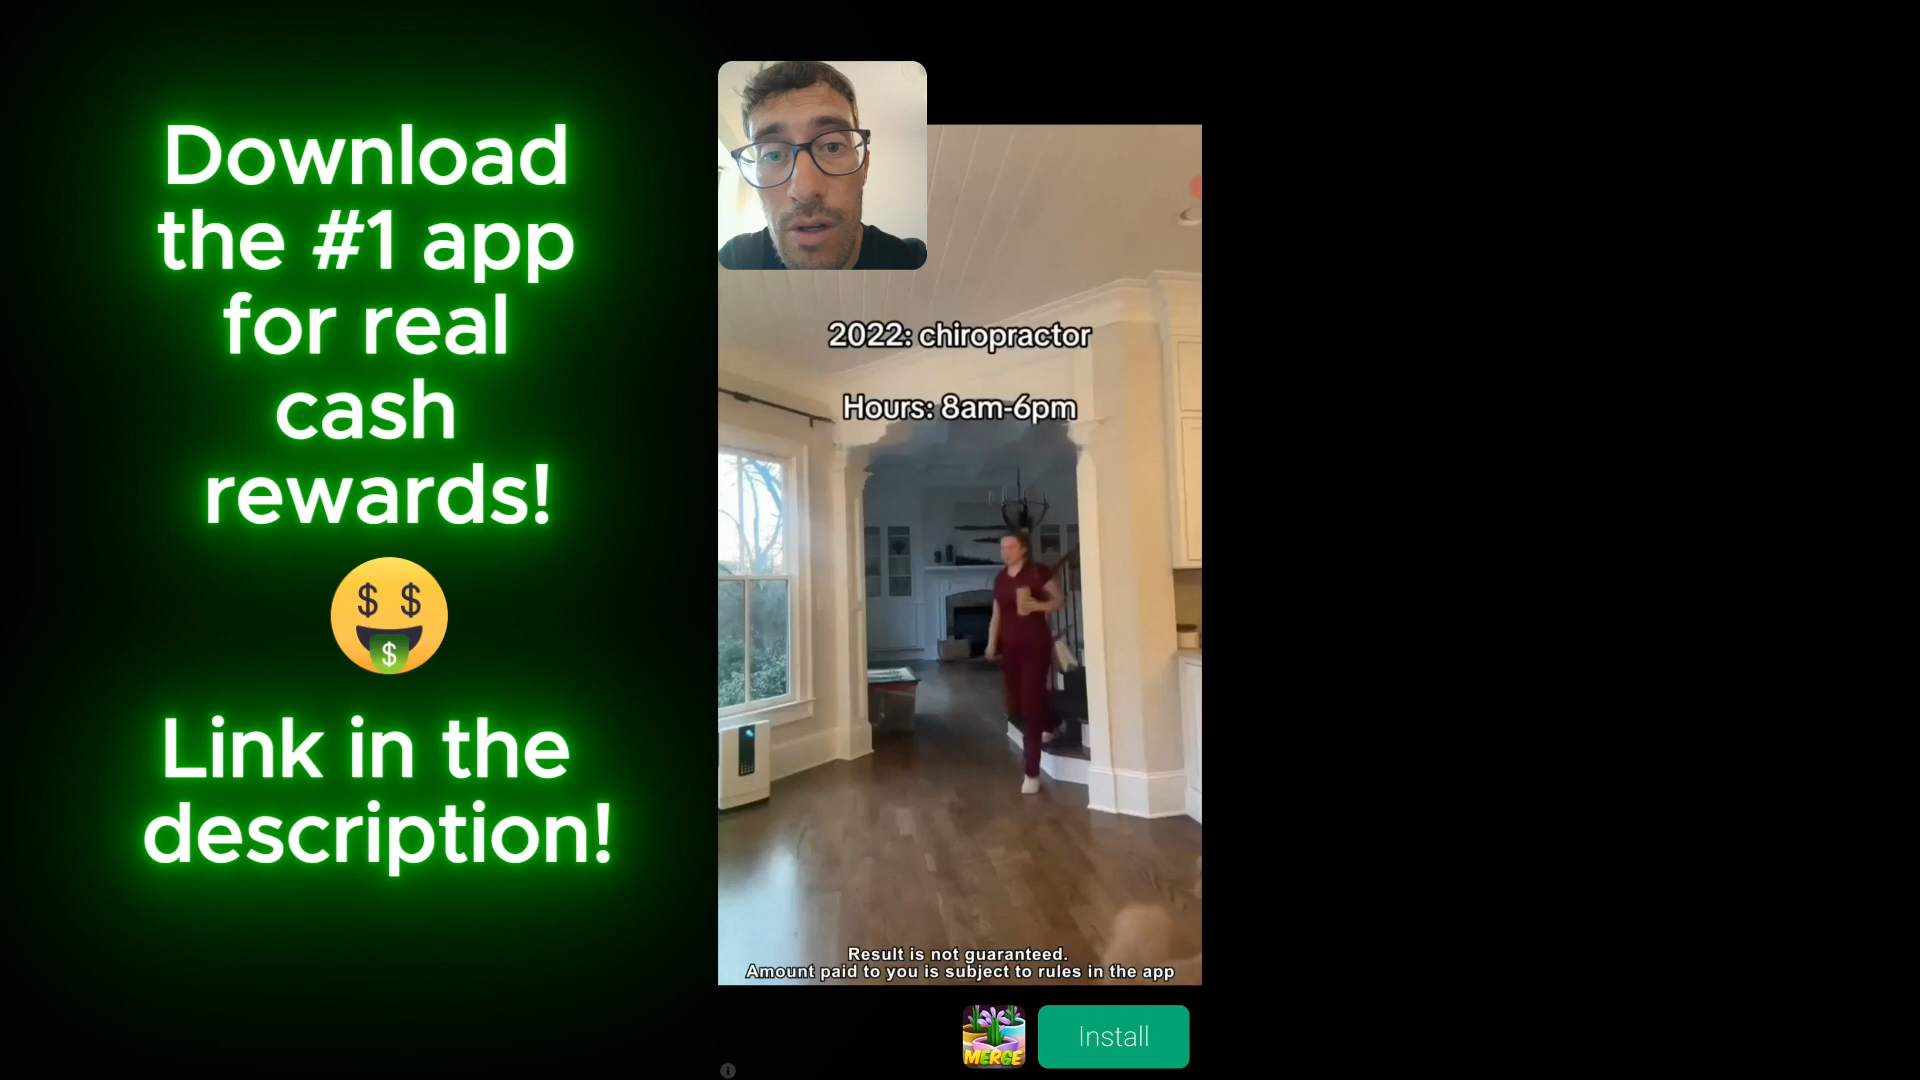 Download
the #1 app
for real
cash
rewards!
$ $
$
Link in the
description!
2022: chiropractor
Hours: 8am-6pm
Result is not guaranteed.
Amount paid to you is subject to rules in the app
MERGE
Install